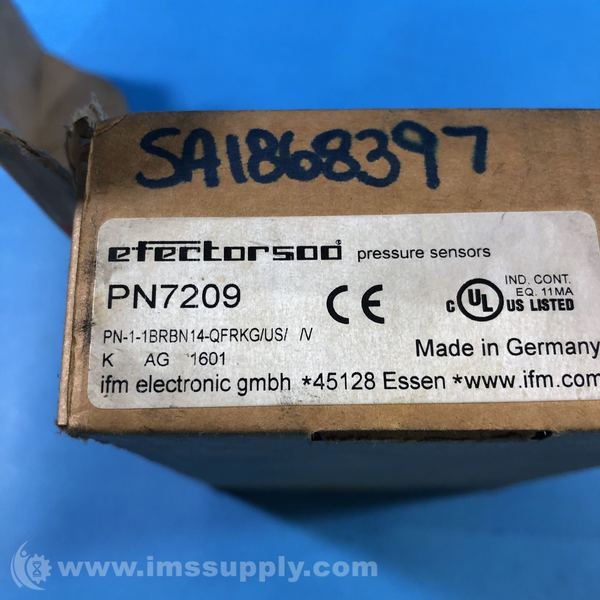 SA1868397
efector500® pressure sensors
PN7209
CE
C UL US LISTED
IND. CONT.
EQ. 11MA
PN-1-1BRBN14-QFRKG/US/ /V
K AG 1601
Made in Germany
ifm electronic gmbh *45128 Essen *www.ifm.com
www.imssupply.com